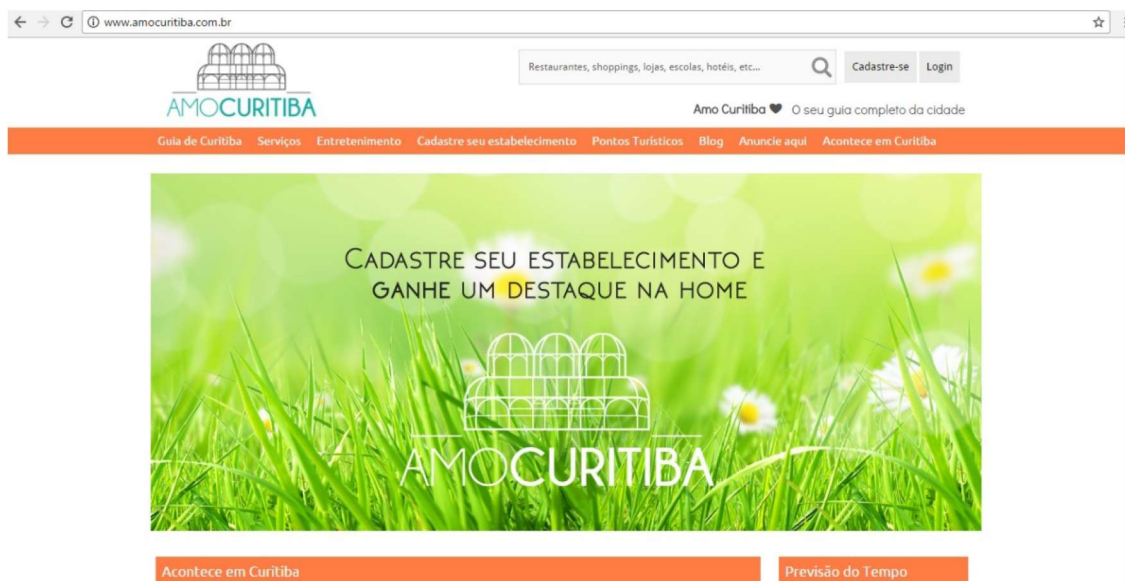 www.amocuritiba.com.br
Restaurantes, shoppings, lojas, escolas, hotéis, etc...
Cadastre-se
Login
AMOCURITIBA
Amo Curitiba ♥ O seu guia completo da cidade
Guia de Curitiba Serviços Entretenimento Cadastre seu estabelecimento Pontos Turísticos Blog Anuncie aqui Acontece em Curitiba
CADASTRE SEU ESTABELECIMENTO E
GANHE UM DESTAQUE NA HOME
AMOCURITIBA
Acontece em Curitiba
Previsão do Tempo